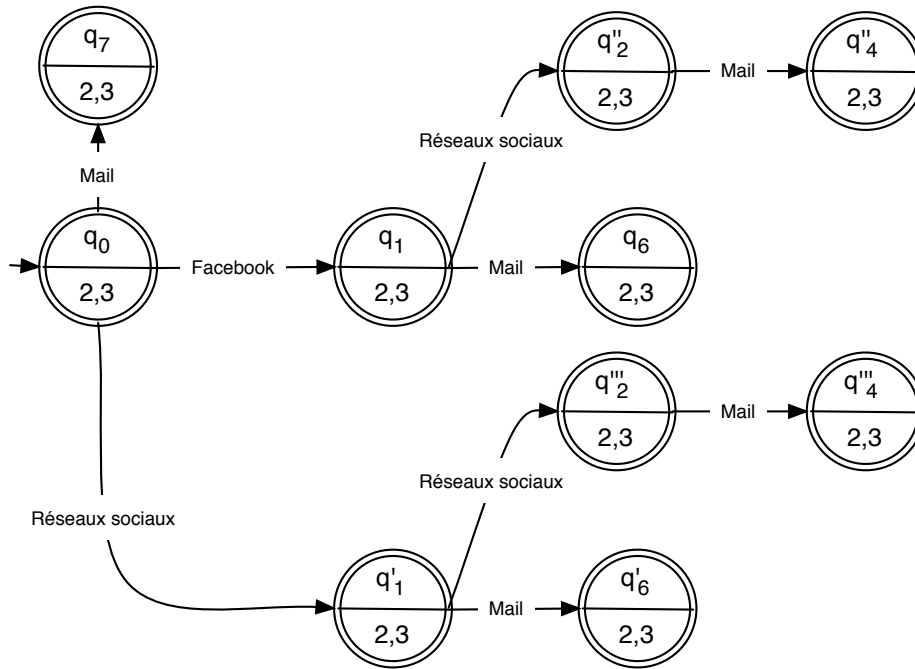 q7
2,3
q"2
2,3
Mail
q"4
2,3
Réseaux sociaux
Mail
q0
2,3
Facebook
q1
2,3
Mail
q6
2,3
q'''2
2,3
Mail
q'''4
2,3
Réseaux sociaux
Réseaux sociaux
q'1
2,3
Mail
q'6
2,3